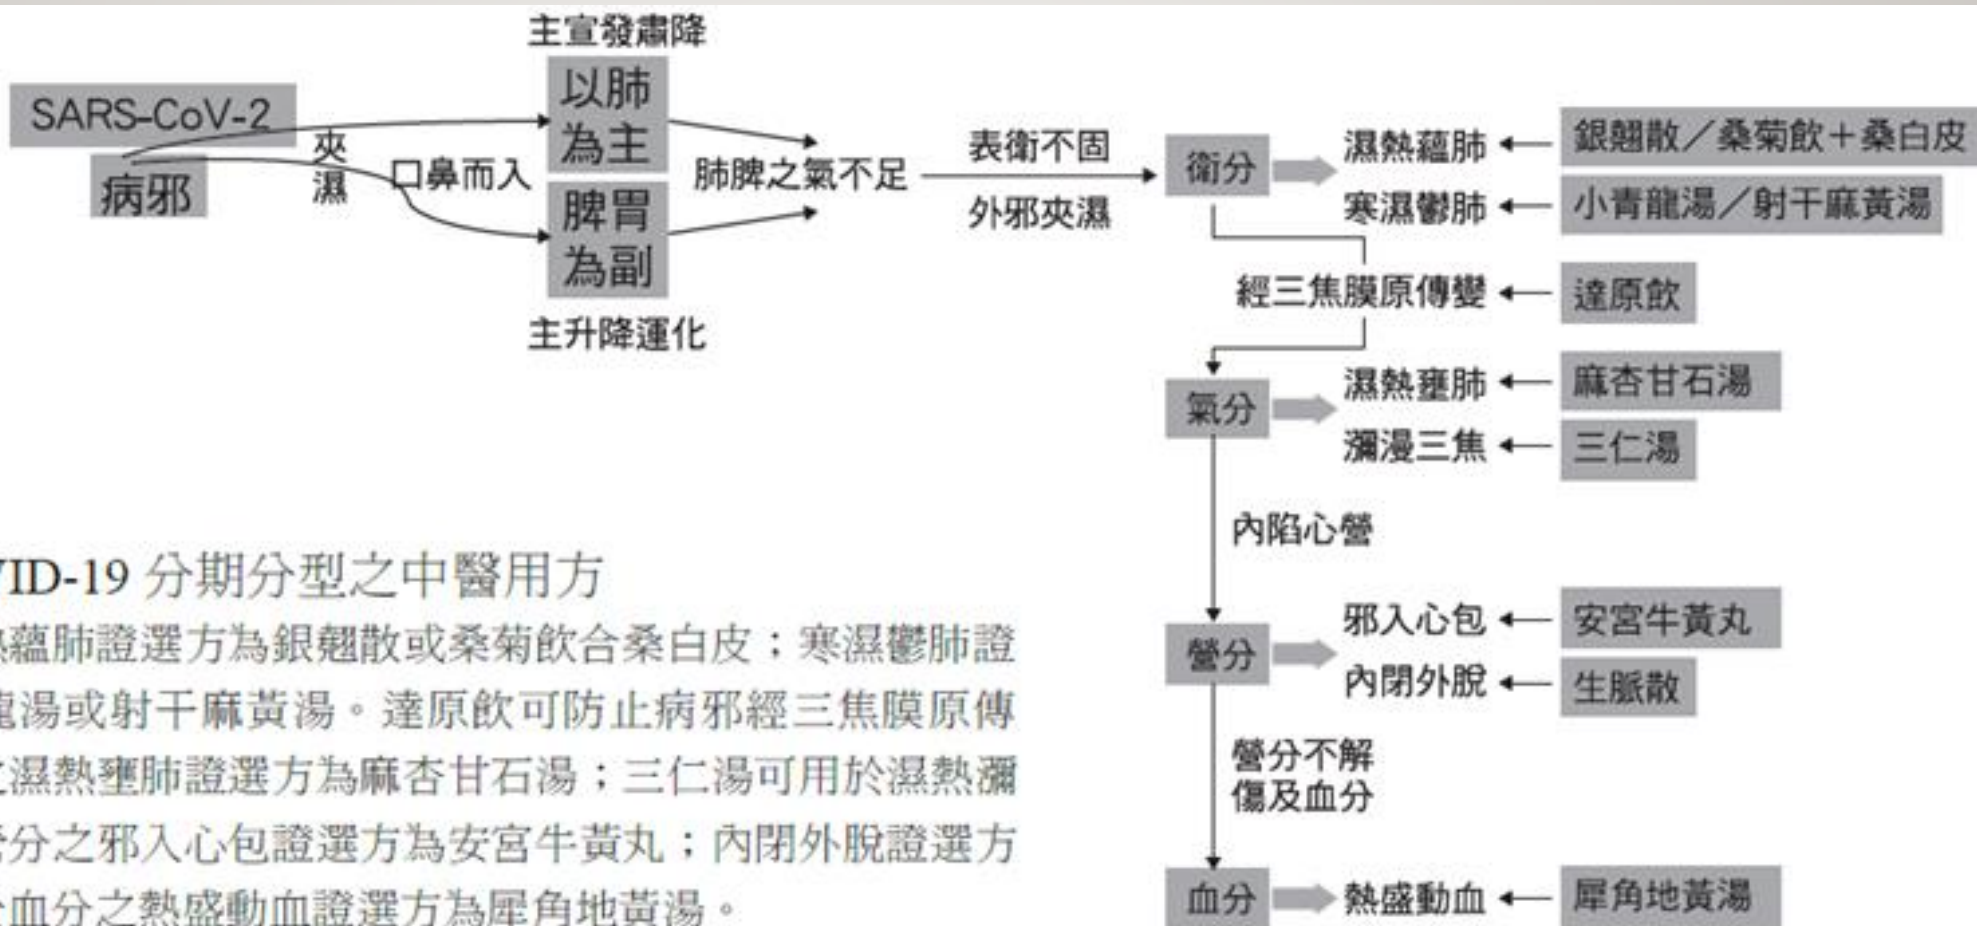 主宣發肅降
SARS-CoV-2
病邪
夾濕
口鼻而入
以肺
為主
脾胃
為副
主升降運化
肺脾之氣不足
表衛不固
外邪夾濕
衛分
濕熱蘊肺
銀翹散／桑菊飲＋桑白皮
寒濕鬱肺
小青龍湯／射干麻黃湯
經三焦膜原傳變
達原飲
氣分
濕熱壅肺
麻杏甘石湯
瀰漫三焦
三仁湯
內陷心營
營分
邪入心包
安宮牛黃丸
內閉外脫
生脈散
營分不解
傷及血分
血分
熱盛動血
犀角地黃湯
VID-19 分期分型之中醫用方
熱蘊肺證選方為銀翹散或桑菊飲合桑白皮；寒濕鬱肺證
龍湯或射干麻黃湯。達原飲可防止病邪經三焦膜原傳
之濕熱壅肺證選方為麻杏甘石湯；三仁湯可用於濕熱瀰
營分之邪入心包證選方為安宮牛黃丸；內閉外脫證選方
血分之熱盛動血證選方為犀角地黃湯。